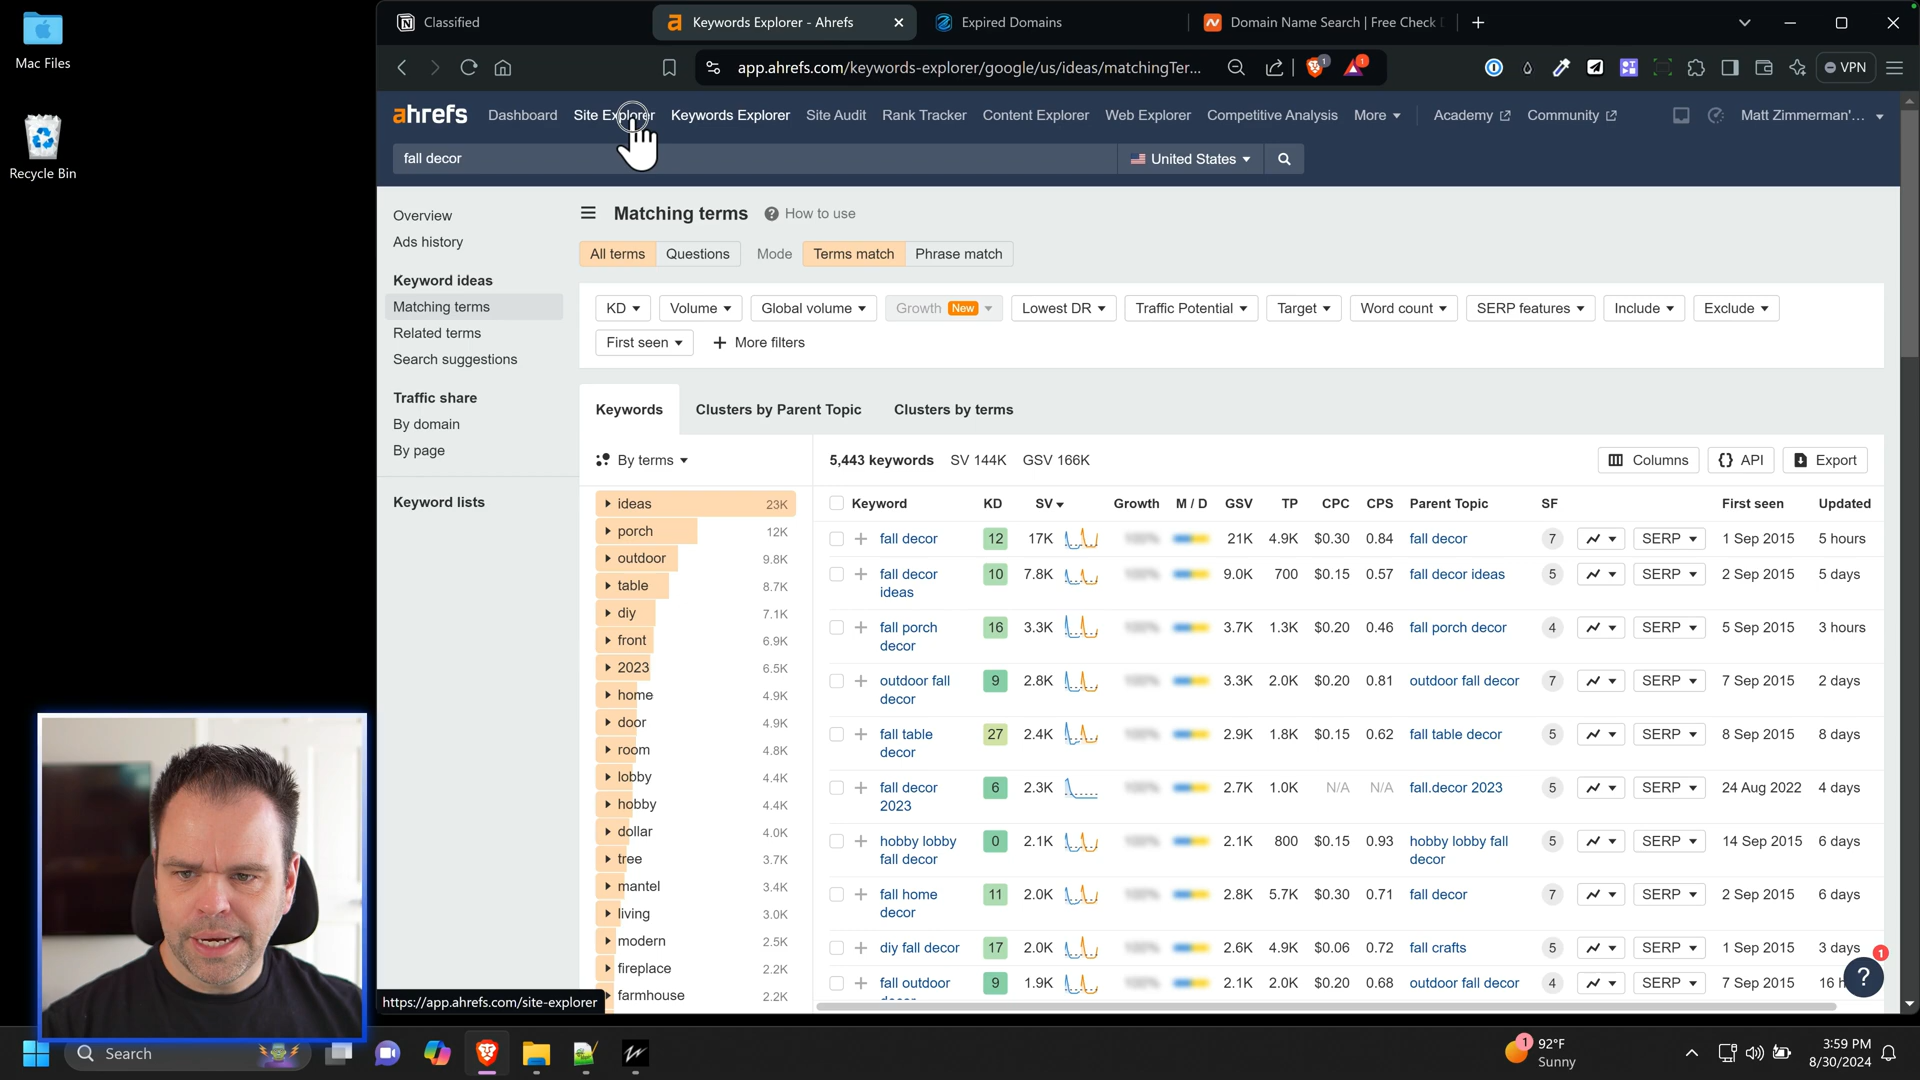 Mac Files
Recycle Bin
Classified
Keywords Explorer - Ahrefs
Expired Domains
Domain Name Search | Free Check
app.ahrefs.com/keywords-explorer/google/us/ideas/matchingTer...
1
1
VPN
ahrefs
Dashboard Site Explorer Keywords Explorer Site Audit Rank Tracker Content Explorer Web Explorer Competitive Analysis More Academy Community Matt Zimmerman'...
fall decor
United States
Overview
Ads history
Keyword ideas
Matching terms
Related terms
Search suggestions
Traffic share
By domain
By page
Keyword lists
Matching terms ? How to use
All terms Questions Mode Terms match Phrase match
KD Volume Global volume Growth New Lowest DR Traffic Potential Target Word count SERP features Include Exclude
First seen + More filters
Keywords Clusters by Parent Topic Clusters by terms
By terms
ideas 23K
porch 12K
outdoor 9.8K
table 8.7K
diy 7.1K
front 6.9K
2023 6.5K
home 4.9K
door 4.9K
room 4.8K
lobby 4.4K
hobby 4.4K
dollar 4.0K
tree 3.7K
mantel 3.4K
living 3.0K
modern 2.5K
fireplace 2.2K
farmhouse 2.2K
5,443 keywords SV 144K GSV 166K
Columns {} API Export
Keyword KD SV Growth M / D GSV TP CPC CPS Parent Topic SF First seen Updated
fall decor 12 17K 21K 4.9K $0.30 0.84 fall decor 7 SERP 1 Sep 2015 5 hours
fall decor ideas 10 7.8K 9.0K 700 $0.15 0.57 fall decor ideas 5 SERP 2 Sep 2015 5 days
fall porch decor 16 3.3K 3.7K 1.3K $0.20 0.46 fall porch decor 4 SERP 5 Sep 2015 3 hours
outdoor fall decor 9 2.8K 3.3K 2.0K $0.20 0.81 outdoor fall decor 7 SERP 7 Sep 2015 2 days
fall table decor 27 2.4K 2.9K 1.8K $0.15 0.62 fall table decor 5 SERP 8 Sep 2015 8 days
fall decor 2023 6 2.3K 2.7K 1.0K N/A N/A fall.decor 2023 5 SERP 24 Aug 2022 4 days
hobby lobby fall decor 0 2.1K 2.1K 800 $0.15 0.93 hobby lobby fall decor 5 SERP 14 Sep 2015 6 days
fall home decor 11 2.0K 2.8K 5.7K $0.30 0.71 fall decor 7 SERP 2 Sep 2015 6 days
diy fall decor 17 2.0K 2.6K 4.9K $0.06 0.72 fall crafts 5 SERP 1 Sep 2015 3 days
fall outdoor 9 1.9K 2.1K 2.0K $0.20 0.68 outdoor fall decor 4 SERP 7 Sep 2015 16
1
?
https://app.ahrefs.com/site-explorer
Search
1
92°F
Sunny
3:59 PM
8/30/2024